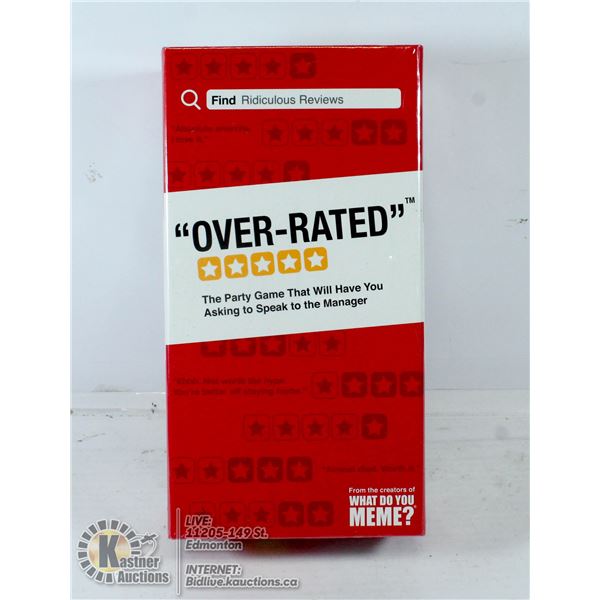 Find Ridiculous Reviews
“OVER-RATED”™
The Party Game That Will Have You
Asking to Speak to the Manager
From the creators of
WHAT DO YOU
MEME?
Kastner
Auctions
LIVE:
11205-149 St.
Edmonton
INTERNET:
Bidlive.kauctions.ca